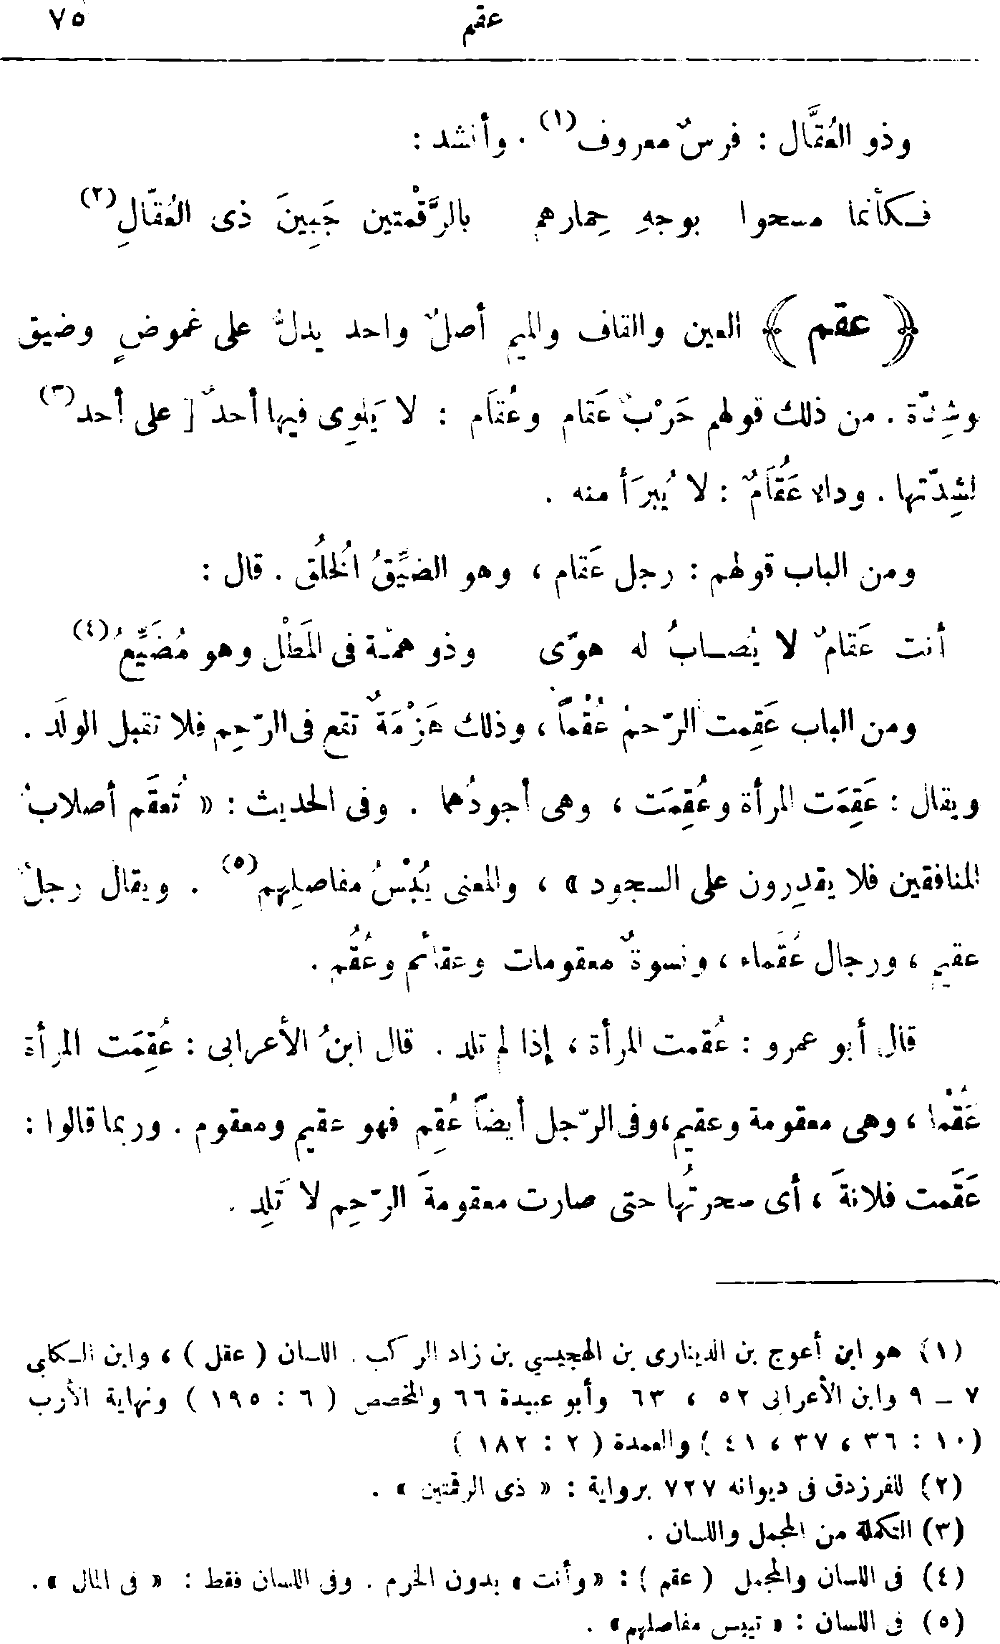 عقم ٧٥
وذو العُقَّال : فرسٌ معروف(١) . وأنشد :
فكأنما مسحوا بوجهِ حِمارهم بالرَّقْمتين جَبِينَ ذى العُقّالِ(٢)
﴿ عقم ﴾ العين والقاف والميم أصلٌ واحد يدلُّ على غموضٍ وضيق
وشِدّة . من ذلك قولهم حَرْبٌ عَقام وعُقَام : لا يَلوِى فيها أحدٌ [ على أحد(٣)
لشِدّتها . وداء عَُقَامٌ : لا يُبرَأ منه .
ومن الباب قولهم : رجل عَقام ، وهو الضيِّقُ الخُلُق . قال :
أنت عَقامٌ لا يُصابُ له هوًى وذو همّة فى المَطْل وهو مُضَيِّعُ(٤)
ومن الباب عَقِمت الرّحمُ عُقْماً ، وذلك هَزْمَةٌ تقع فى الرّحِم فلا تقبل الولَد .
ويقال : عَقِمَت المرأة وعُقِمَت ، وهى أجودُهما . وفى الحديث : « تُعقَم أصلابُ
المنافقين فلا يقدِرون على السجود » ، والمعنى يُبْسُ مفاصلِهم(٥) . ويقال رجلٌ
عقيم ، ورجال عُقَماء ، ونسوةٌ معقومات وعقائم وعُقُم .
قال أبو عمرو : عُقمت المرأة ، إذا لم تلد . قال ابنُ الأعرابى : عُقِمَت المرأة
عُقْما ، وهى معقومة وعقيم، وفى الرّجل أيضاً عُقِم فهو عقيم ومعقوم . وربما قالوا :
عَقَمت فلانةَ ، أى سحرتُها حتى صارت معقومةَ الرّحِم لا تَلِد .
(١) هو ابن أعوج بن الدينارى بن الهجيسي بن زاد الركب . اللسان ( عقل ) ، وابن الكلبى
٧ – ٩ وابن الأعرابى ٥٢ ، ٦٣ وأبو عبيدة ٦٦ والمخصص ( ٦ : ١٩٥ ) ونهاية الأرب
(١٠ : ٣٦ ، ٣٧ ، ٤١ ) والعمدة ( ٢ : ١٨٢ )
(٢) للفرزدق فى ديوانه ٧٢٧ برواية : « ذى الرقمتين » .
(٣) التكملة من المجمل واللسان .
(٤) فى اللسان والمجمل ( عقم ) : « وأنت » بدون الخرم . وفى اللسان فقط : « فى المال » .
(٥) فى اللسان : « تيبس مفاصلهم » .